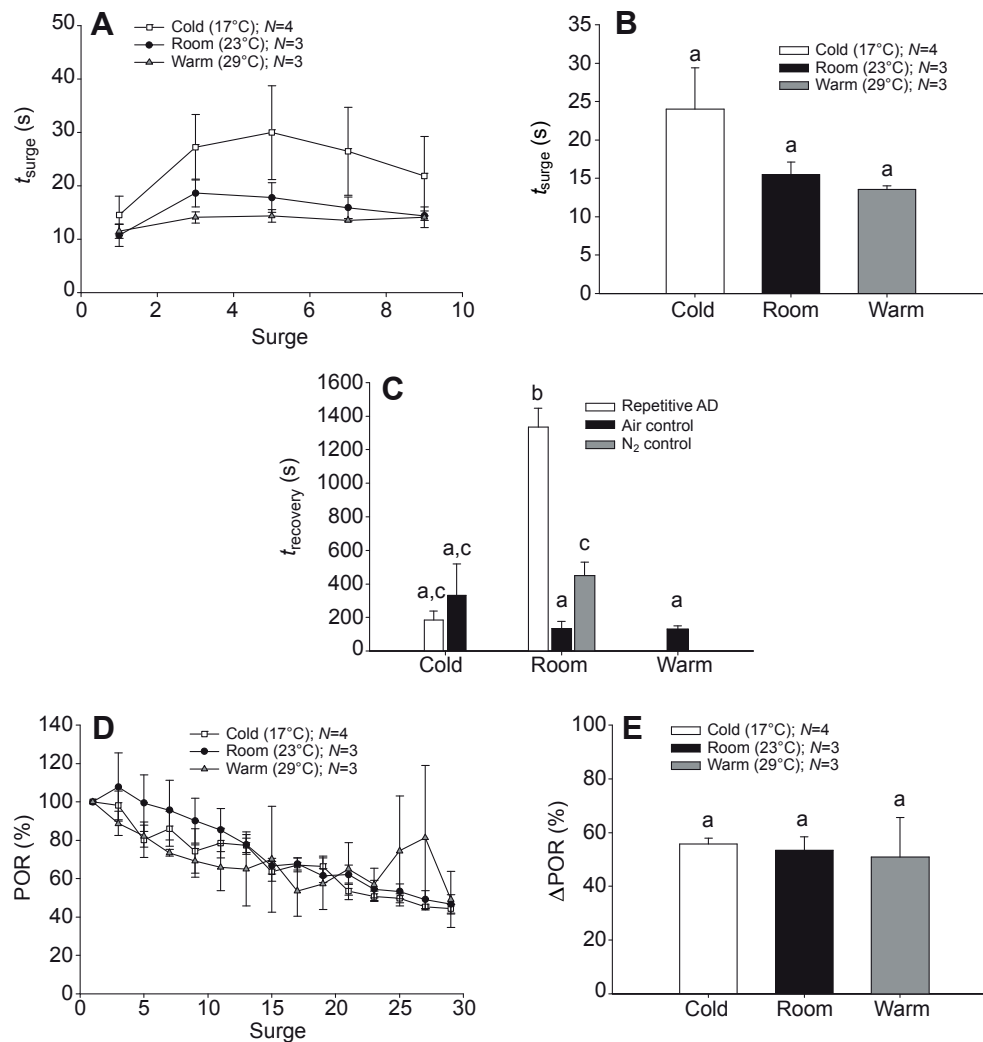 A
Cold (17°C); N=4
Room (23°C); N=3
Warm (29°C); N=3
t_surge (s)
50
40
30
20
10
0
0 2 4 6 8 10
Surge
B
Cold (17°C); N=4
Room (23°C); N=3
Warm (29°C); N=3
t_surge (s)
35
30
25
20
15
10
5
0
a a a
Cold Room Warm
C
Repetitive AD
Air control
N₂ control
t_recovery (s)
1600
1400
1200
1000
800
600
400
200
0
a,c a,c b a c a
Cold Room Warm
D
Cold (17°C); N=4
Room (23°C); N=3
Warm (29°C); N=3
POR (%)
140
120
100
80
60
40
20
0
0 5 10 15 20 25 30
Surge
E
Cold (17°C); N=4
Room (23°C); N=3
Warm (29°C); N=3
ΔPOR (%)
100
80
60
40
20
0
a a a
Cold Room Warm